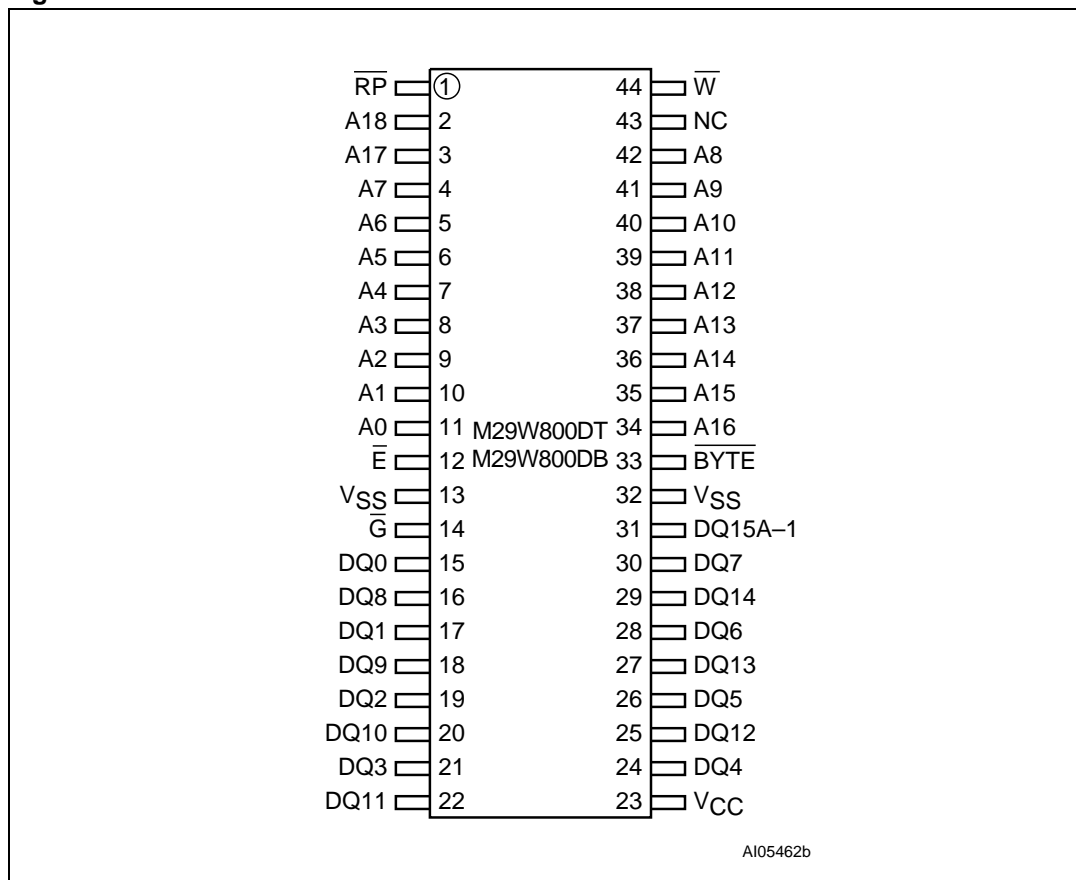 R̅P̅ 1 44 W̅
A18 2 43 NC
A17 3 42 A8
A7 4 41 A9
A6 5 40 A10
A5 6 39 A11
A4 7 38 A12
A3 8 37 A13
A2 9 36 A14
A1 10 35 A15
A0 11 M29W800DT 34 A16
E̅ 12 M29W800DB 33 B̅Y̅T̅E̅
VSS 13 32 VSS
G̅ 14 31 DQ15A–1
DQ0 15 30 DQ7
DQ8 16 29 DQ14
DQ1 17 28 DQ6
DQ9 18 27 DQ13
DQ2 19 26 DQ5
DQ10 20 25 DQ12
DQ3 21 24 DQ4
DQ11 22 23 VCC
AI05462b